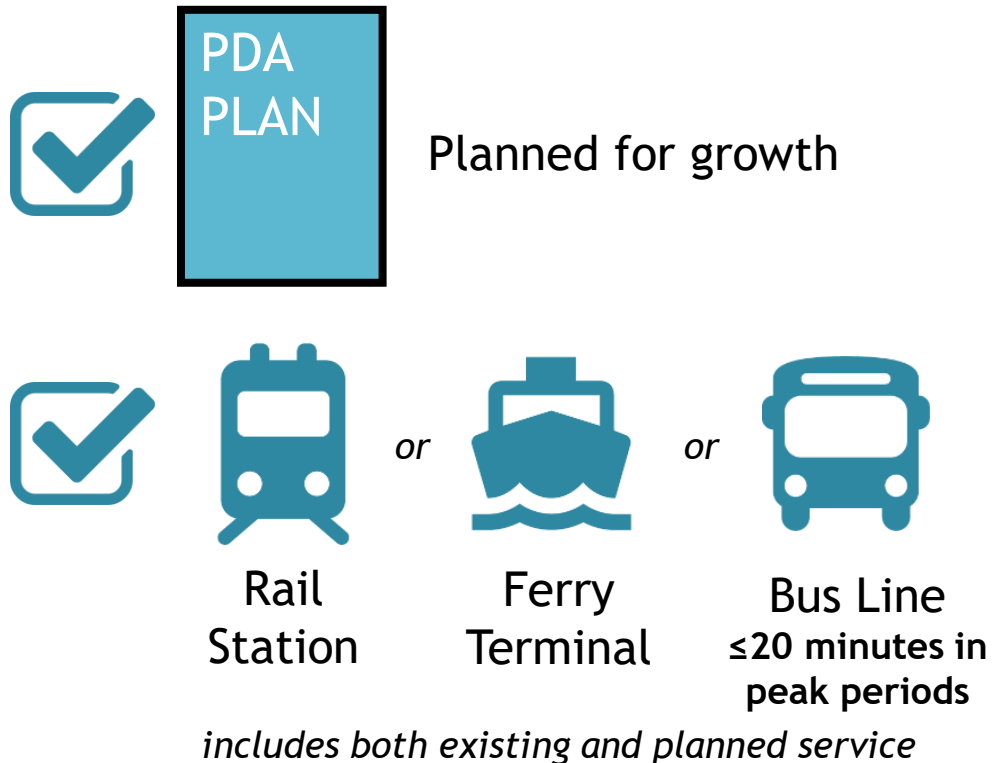 PDA
PLAN
Planned for growth
or
or
Rail
Station
Ferry
Terminal
Bus Line
≤20 minutes in
peak periods
includes both existing and planned service